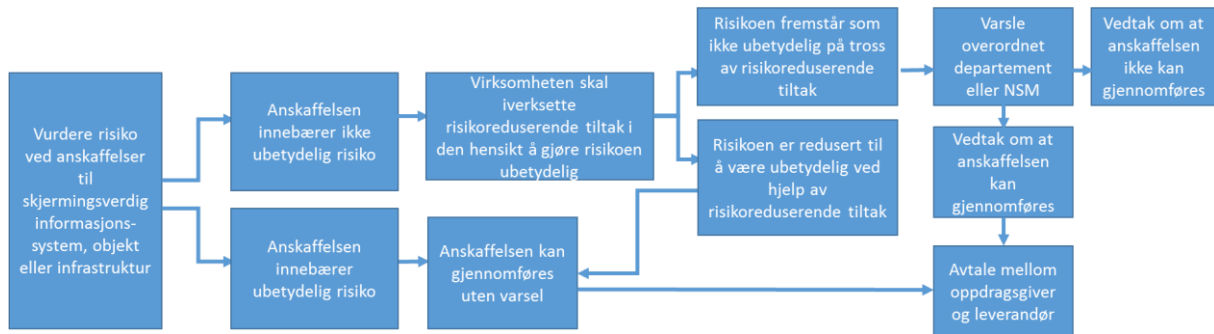 Vurdere risiko
ved anskaffelser
til
skjermingsverdig
informasjons-
system, objekt
eller infrastruktur
Anskaffelsen
innebærer ikke
ubetydelig risiko
Virksomheten skal
iverksette
risikoreduserende tiltak i
den hensikt å gjøre risikoen
ubetydelig
Risikoen fremstår som
ikke ubetydelig på tross
av risikoreduserende
tiltak
Varsle
overordnet
departement
eller NSM
Vedtak om at
anskaffelsen
ikke kan
gjennomføres
Risikoen er redusert til
å være ubetydelig ved
hjelp av
risikoreduserende tiltak
Vedtak om at
anskaffelsen
kan
gjennomføres
Anskaffelsen
innebærer
ubetydelig risiko
Anskaffelsen kan
gjennomføres
uten varsel
Avtale mellom
oppdragsgiver
og leverandør